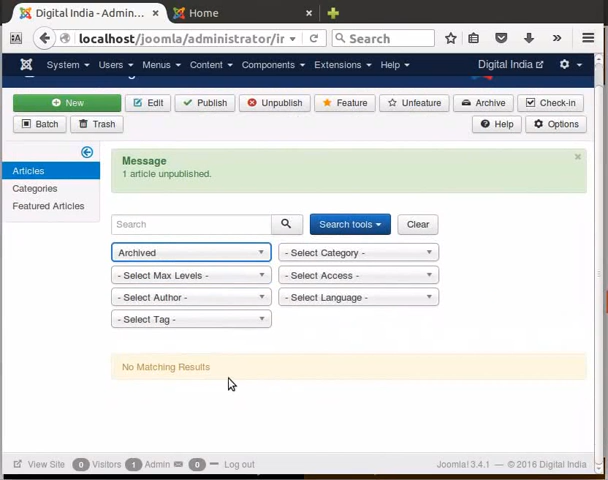 Digital India - Admin...
Home
localhost/joomla/administrator/ir
Search
System Users Menus Content Components Extensions Help Digital India
New Edit Publish Unpublish Feature Unfeature Archive Check-in
Batch Trash Help Options
Articles
Categories
Featured Articles
Message
1 article unpublished.
Search Search tools Clear
Archived - Select Category -
- Select Max Levels - - Select Access -
- Select Author - - Select Language -
- Select Tag -
No Matching Results
View Site 0 Visitors 1 Admin 0 Log out Joomla! 3.4.1 — © 2016 Digital India